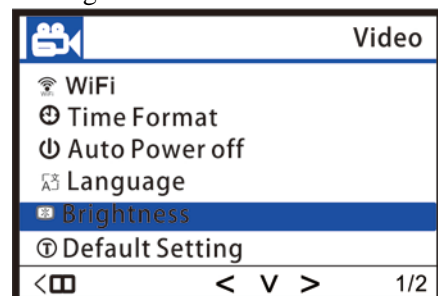 Video
WiFi
Time Format
Auto Power off
Language
Brightness
Default Setting
< < V > 1/2